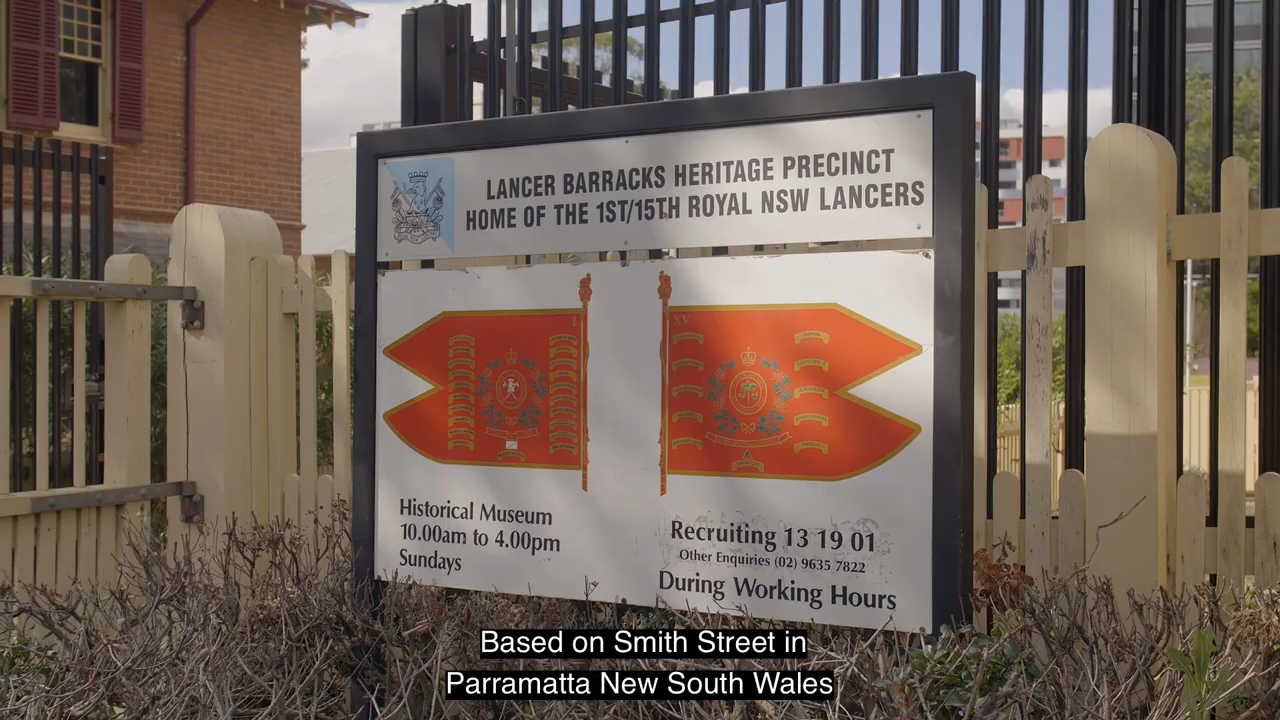 LANCER BARRACKS HERITAGE PRECINCT
HOME OF THE 1ST/15TH ROYAL NSW LANCERS
I
XV
Historical Museum
10.00am to 4.00pm
Sundays
Recruiting 13 19 01
Other Enquiries (02) 9635 7822
During Working Hours
Based on Smith Street in
Parramatta New South Wales